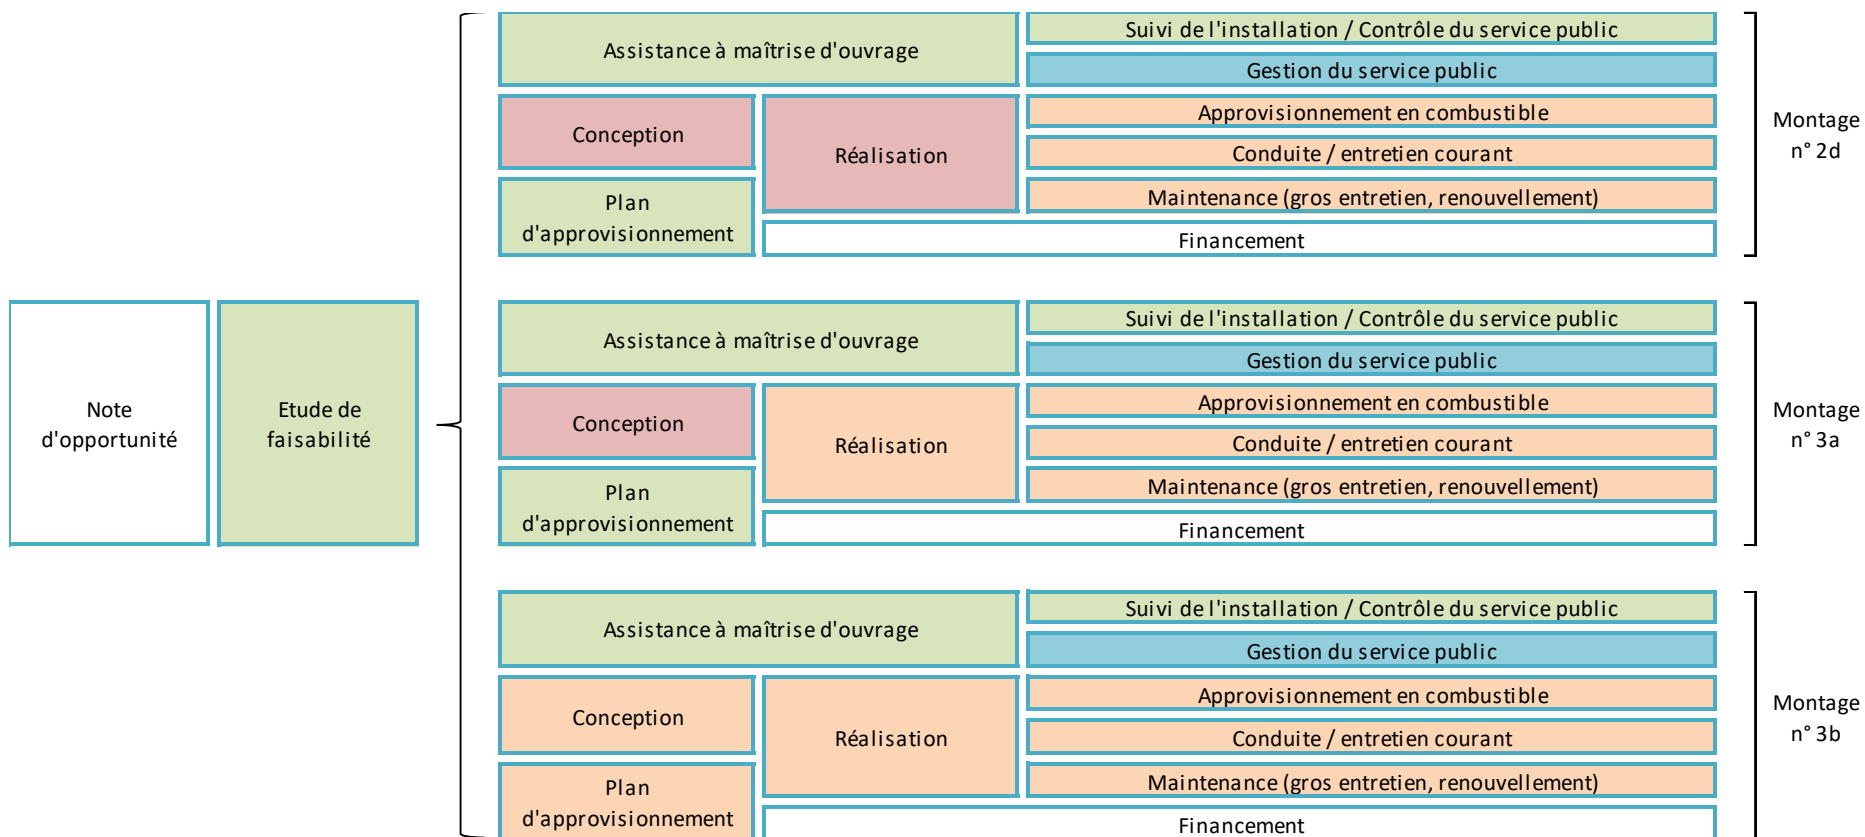 Note
d'opportunité
Etude de
faisabilité
Assistance à maîtrise d'ouvrage
Suivi de l'installation / Contrôle du service public
Gestion du service public
Conception
Réalisation
Approvisionnement en combustible
Conduite / entretien courant
Plan
d'approvisionnement
Maintenance (gros entretien, renouvellement)
Financement
Montage
n° 2d
Assistance à maîtrise d'ouvrage
Suivi de l'installation / Contrôle du service public
Gestion du service public
Conception
Réalisation
Approvisionnement en combustible
Conduite / entretien courant
Plan
d'approvisionnement
Maintenance (gros entretien, renouvellement)
Financement
Montage
n° 3a
Assistance à maîtrise d'ouvrage
Suivi de l'installation / Contrôle du service public
Gestion du service public
Conception
Réalisation
Approvisionnement en combustible
Conduite / entretien courant
Plan
d'approvisionnement
Maintenance (gros entretien, renouvellement)
Financement
Montage
n° 3b